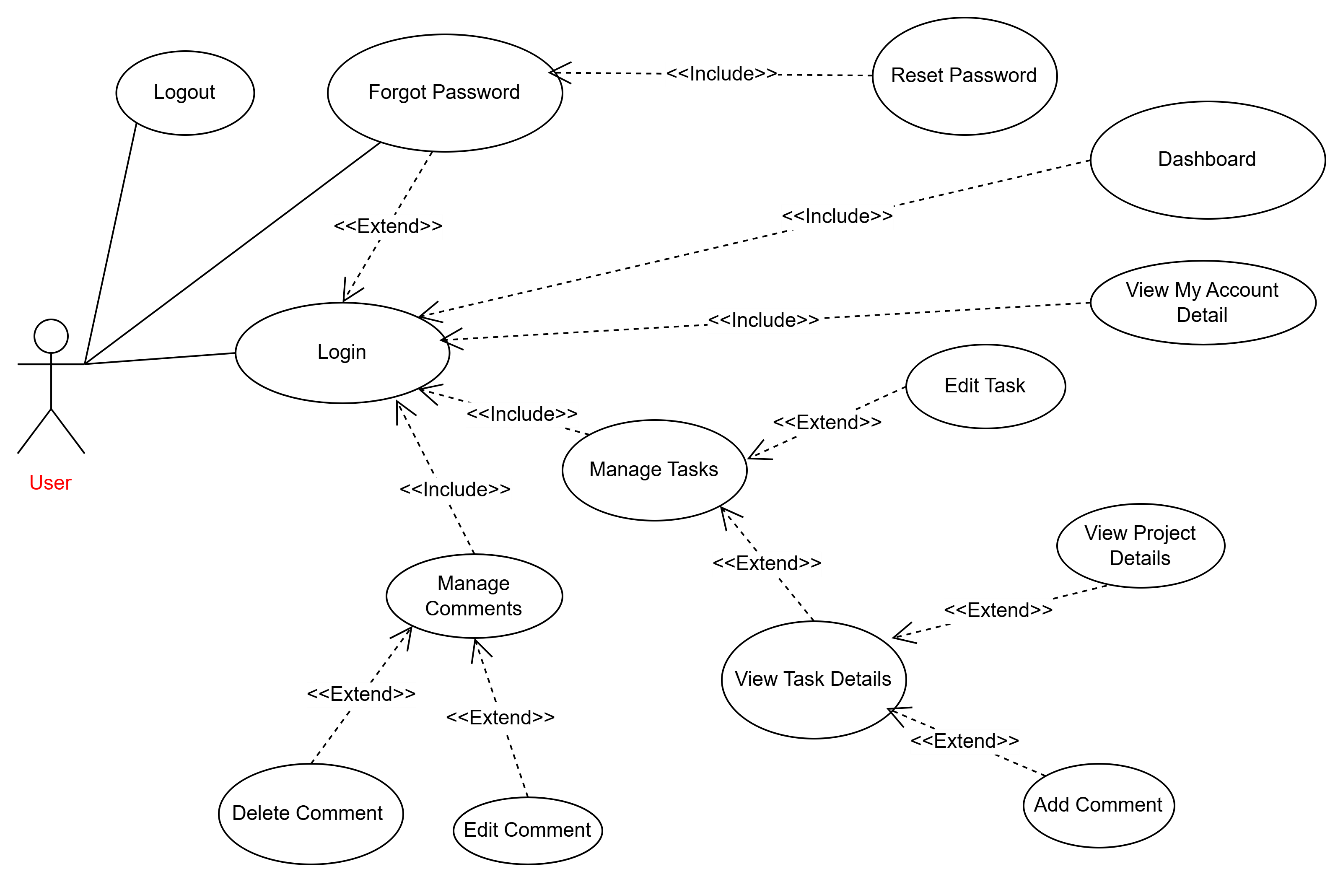 Logout
Forgot Password
<<Include>>
Reset Password
Dashboard
<<Extend>>
<<Include>>
View My Account
Detail
<<Include>>
Login
Edit Task
<<Include>>
<<Extend>>
User
Manage Tasks
<<Include>>
View Project
Details
<<Extend>>
Manage
Comments
<<Extend>>
View Task Details
<<Extend>>
<<Extend>>
<<Extend>>
Add Comment
Delete Comment
Edit Comment